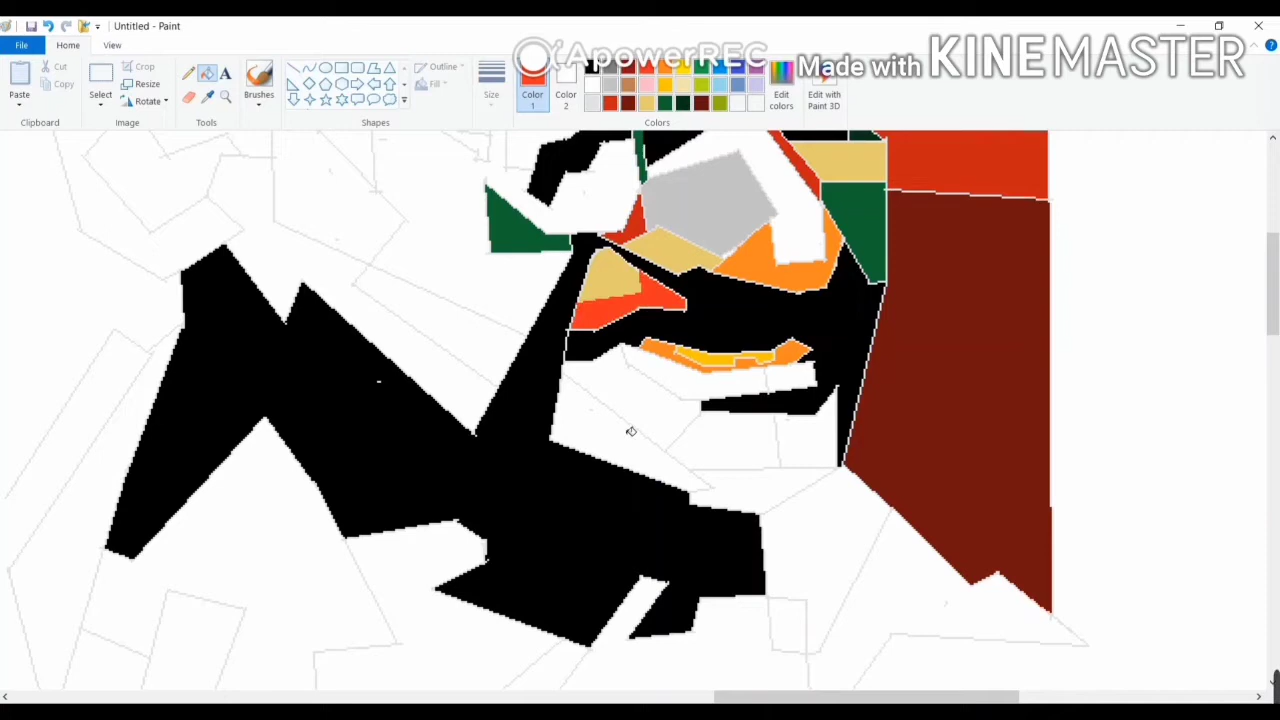 Untitled - Paint
File
Home
View
Paste
Cut
Copy
Clipboard
Select
Crop
Resize
Rotate
Image
A
Tools
Brushes
Outline
Fill
Shapes
Size
Color
1
Color
2
Colors
Edit
colors
Edit with
Paint 3D
ApowerREC
Made with KINEMASTER